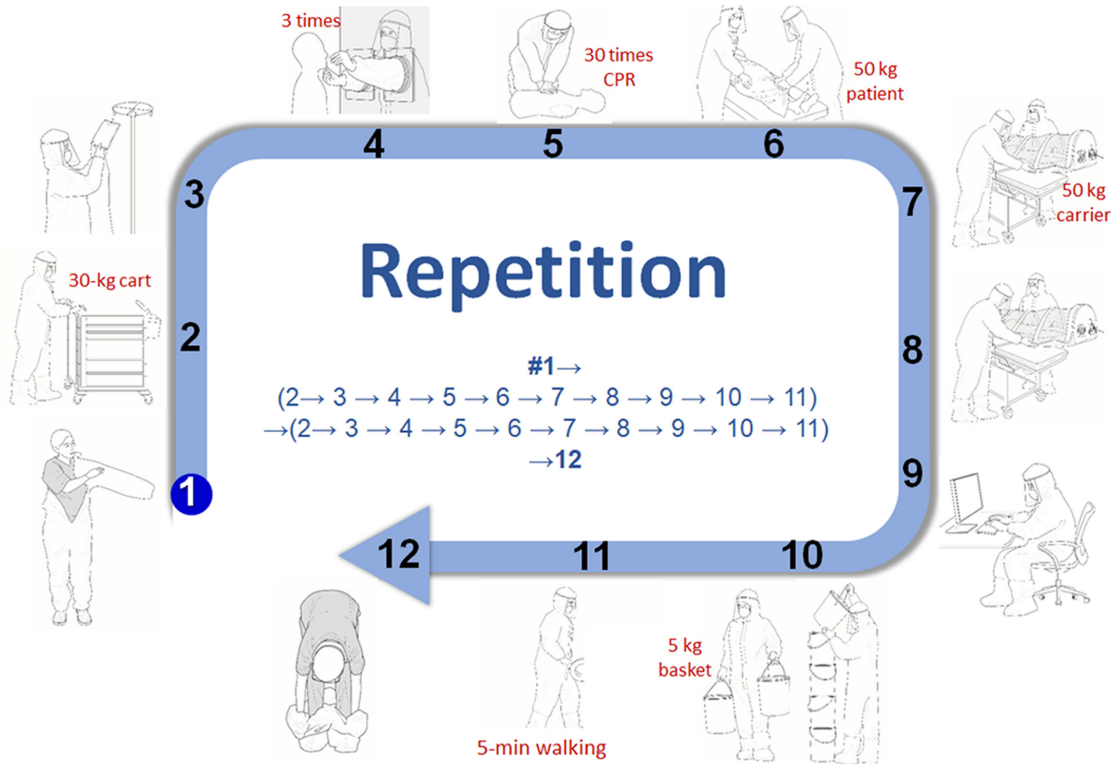 3 times
30 times
CPR
50 kg
patient
4
5
6
3
7
50 kg
carrier
30-kg cart
2
Repetition
8
#1→
(2→ 3 → 4 → 5 → 6 → 7 → 8 → 9 → 10 → 11)
→(2→ 3 → 4 → 5 → 6 → 7 → 8 → 9 → 10 → 11)
→12
1
9
12
11
10
5 kg
basket
5-min walking